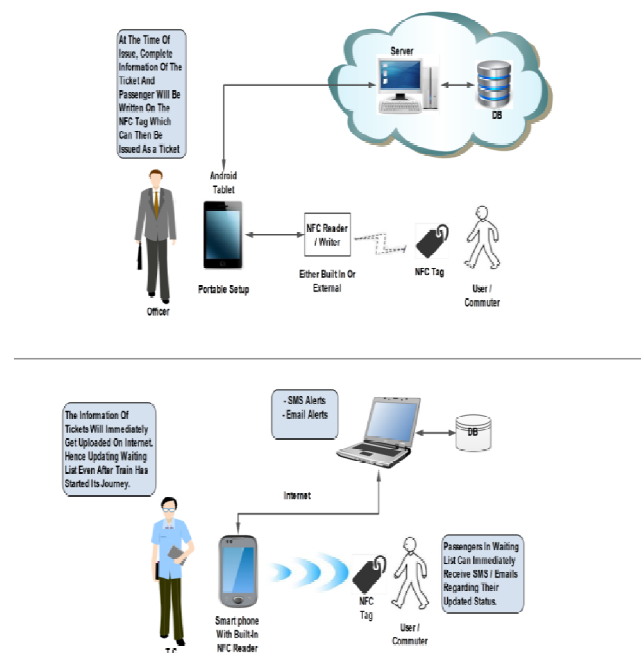 At The Time Of
Issue, Complete
Information Of The
Ticket And
Passenger Will Be
Written On The
NFC Tag Which
Can Then Be
Issued As a Ticket
Server
DB
Android
Tablet
NFC Reader
/ Writer
Either Built In Or
External
NFC Tag
User /
Commuter
Portable Setup
Officer
The Information Of
Tickets Will Immediately
Get Uploaded On Internet.
Hence Updating Waiting
List Even After Train Has
Started Its Journey.
- SMS Alerts
- Email Alerts
DB
Internet
Passengers In Waiting
List Can Immediately
Receive SMS / Emails
Regarding Their
Updated Status.
NFC
Tag
User /
Commuter
Smart phone
With Built-In
NFC Reader
T.C